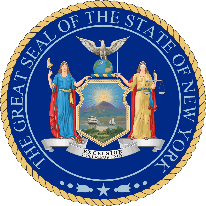 THE GREAT SEAL OF THE STATE OF NEW YORK
EXCELSIOR